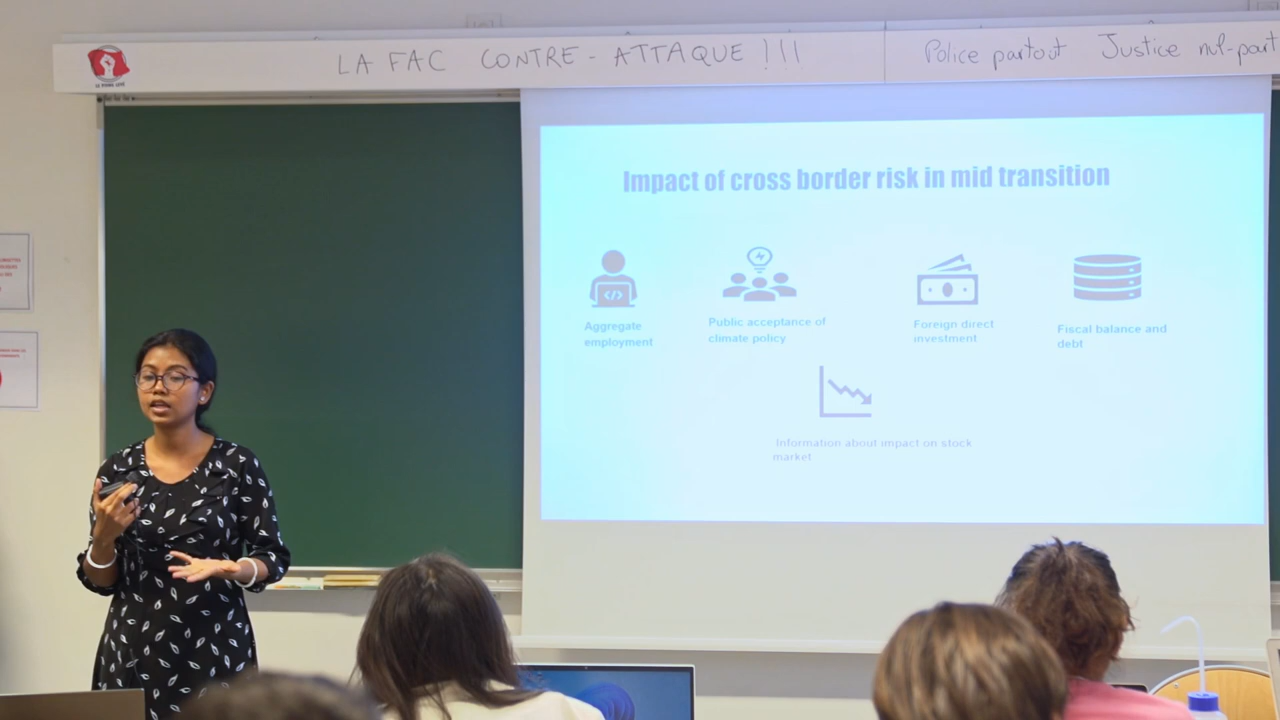 LA FAC CONTRE-ATTAQUE !!!
Police partout Justice nul-part
Impact of cross border risk in mid transition
Aggregate
employment
Public acceptance of
climate policy
Foreign direct
investment
Fiscal balance and
debt
Information about impact on stock
market